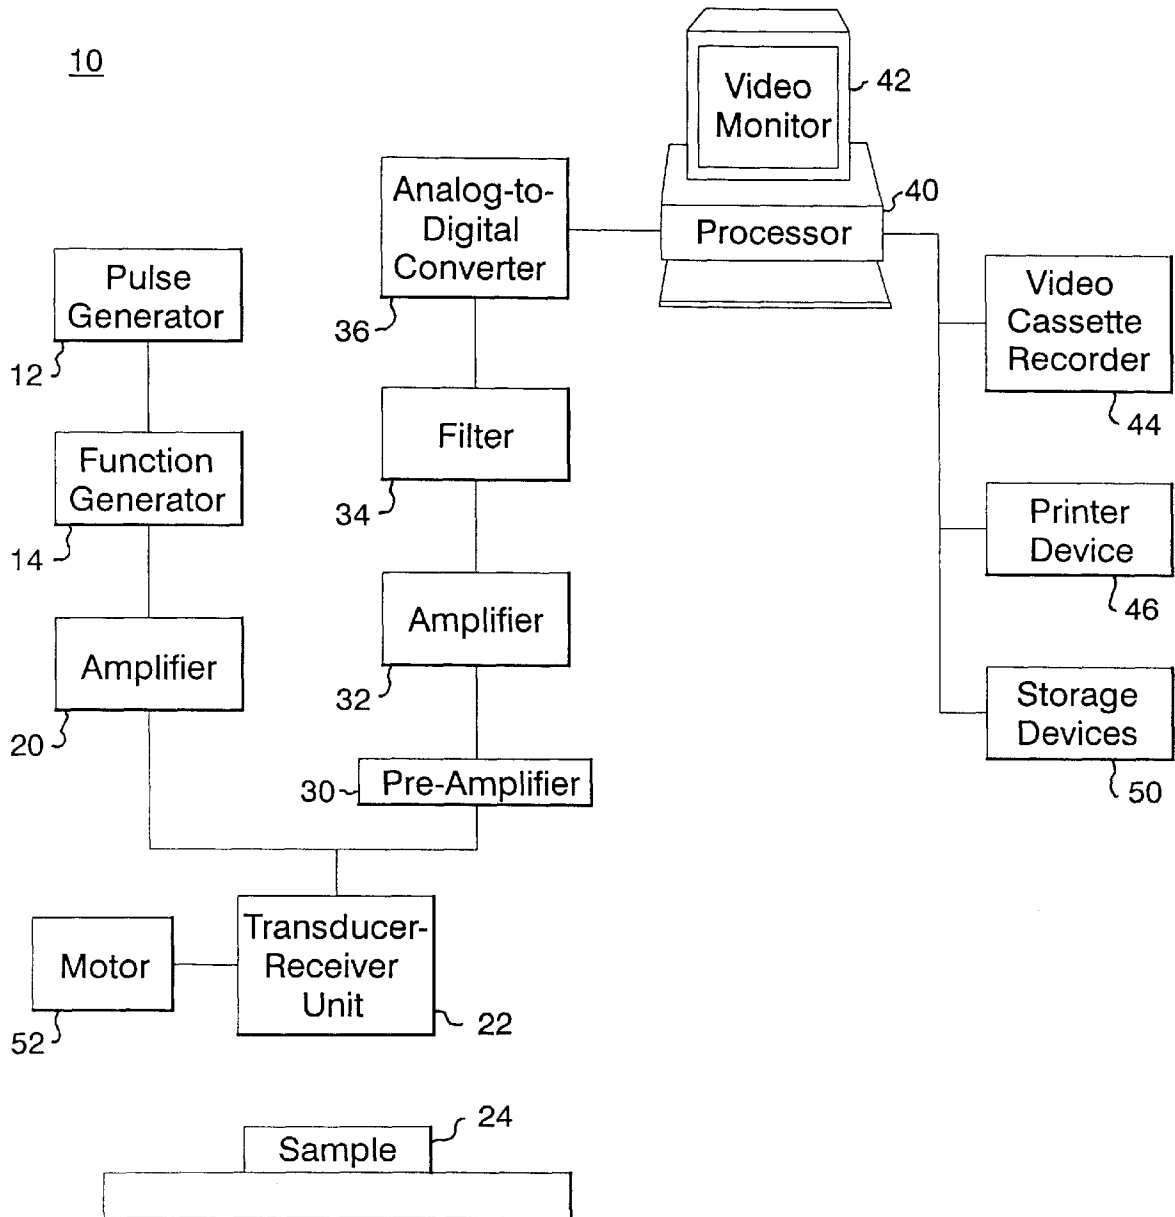 10
Video
Monitor
42
Analog-to-
Digital
Converter
36
Processor
40
Pulse
Generator
12
Video
Cassette
Recorder
44
Filter
34
Function
Generator
14
Printer
Device
46
Amplifier
32
Amplifier
20
Storage
Devices
50
30
Pre-Amplifier
Motor
52
Transducer-
Receiver
Unit
22
24
Sample